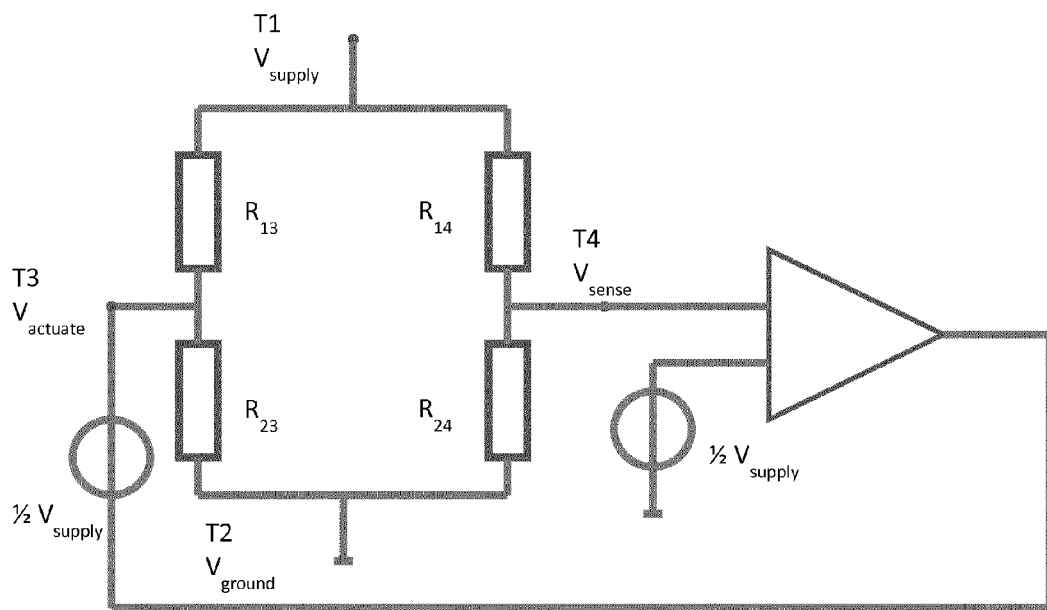 T1
V supply
R 13
R 14
T4
V sense
T3
V actuate
R 23
R 24
½ V supply
½ V supply
T2
V ground